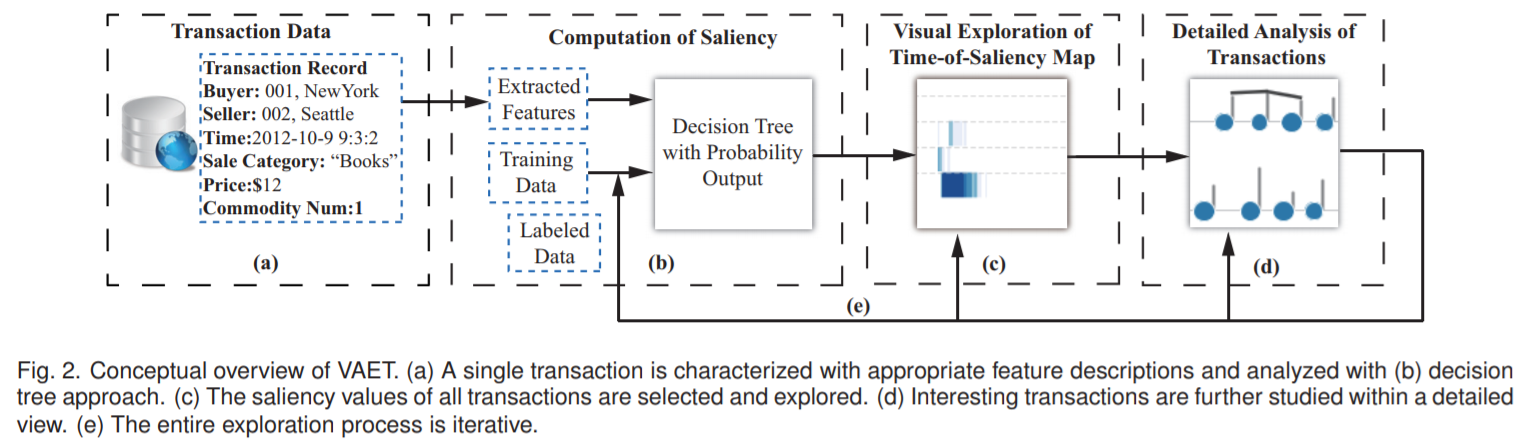 Transaction Data
Transaction Record
Buyer: 001, NewYork
Seller: 002, Seattle
Time:2012-10-9 9:3:2
Sale Category: “Books”
Price:$12
Commodity Num:1
(a)
Computation of Saliency
Extracted
Features
Training
Data
Labeled
Data
Decision Tree
with Probability
Output
(b)
Visual Exploration of
Time-of-Saliency Map
(c)
Detailed Analysis of
Transactions
(d)
(e)
Fig. 2. Conceptual overview of VAET. (a) A single transaction is characterized with appropriate feature descriptions and analyzed with (b) decision
tree approach. (c) The saliency values of all transactions are selected and explored. (d) Interesting transactions are further studied within a detailed
view. (e) The entire exploration process is iterative.